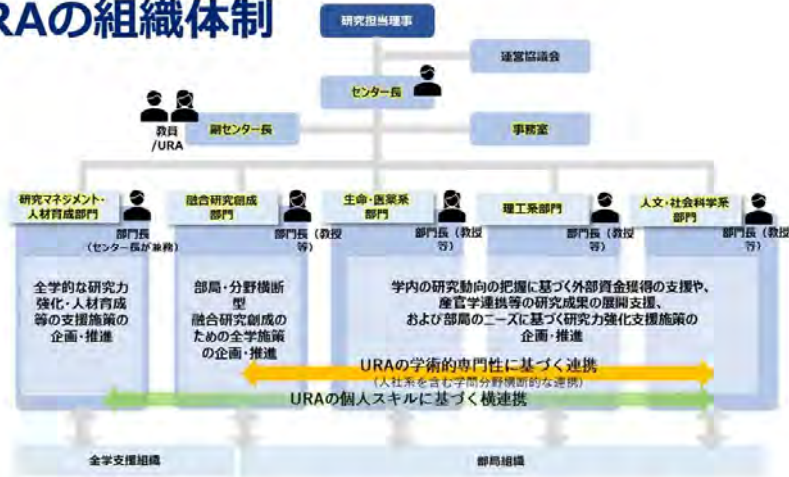 RAの組織体制
研究担当理事
運営協議会
センター長
教員
/URA
副センター長
事務室
研究マネジメント・
人材育成部門
部門長
(センター長が兼務)
融合研究創成
部門
部門長(教授
等)
生命・医薬系
部門
部門長(教授
等)
理工系部門
部門長(教授
等)
人文・社会科学系
部門
部門長(教授
等)
全学的な研究力
強化・人材育成
等の支援施策の
企画・推進
部局・分野横断
型
融合研究創成の
ための全学施策
の企画・推進
学内の研究動向の把握に基づく外部資金獲得の支援や、
産官学連携等の研究成果の展開支援、
および部局のニーズに基づく研究力強化支援施策の
企画・推進
URAの学術的専門性に基づく連携
(人社系を含む学問分野横断的な連携)
URAの個人スキルに基づく横連携
全学支援組織
部局組織